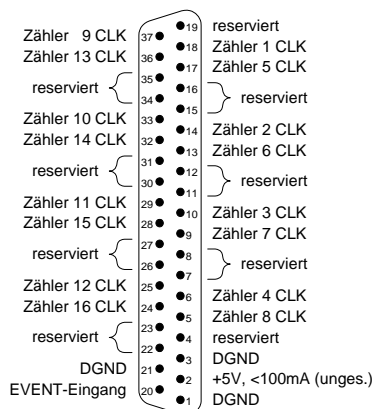 19 reserviert
Zähler 9 CLK 37
18 Zähler 1 CLK
Zähler 13 CLK 36
17 Zähler 5 CLK
reserviert 35
34
16 reserviert
15
Zähler 10 CLK 33
14 Zähler 2 CLK
Zähler 14 CLK 32
13 Zähler 6 CLK
reserviert 31
30
12 reserviert
11
Zähler 11 CLK 29
10 Zähler 3 CLK
Zähler 15 CLK 28
9 Zähler 7 CLK
reserviert 27
26
8 reserviert
7
Zähler 12 CLK 25
6 Zähler 4 CLK
Zähler 16 CLK 24
5 Zähler 8 CLK
reserviert 23
22
4 reserviert
3 DGND
DGND 21
2 +5V, <100mA (unges.)
EVENT-Eingang 20
1 DGND